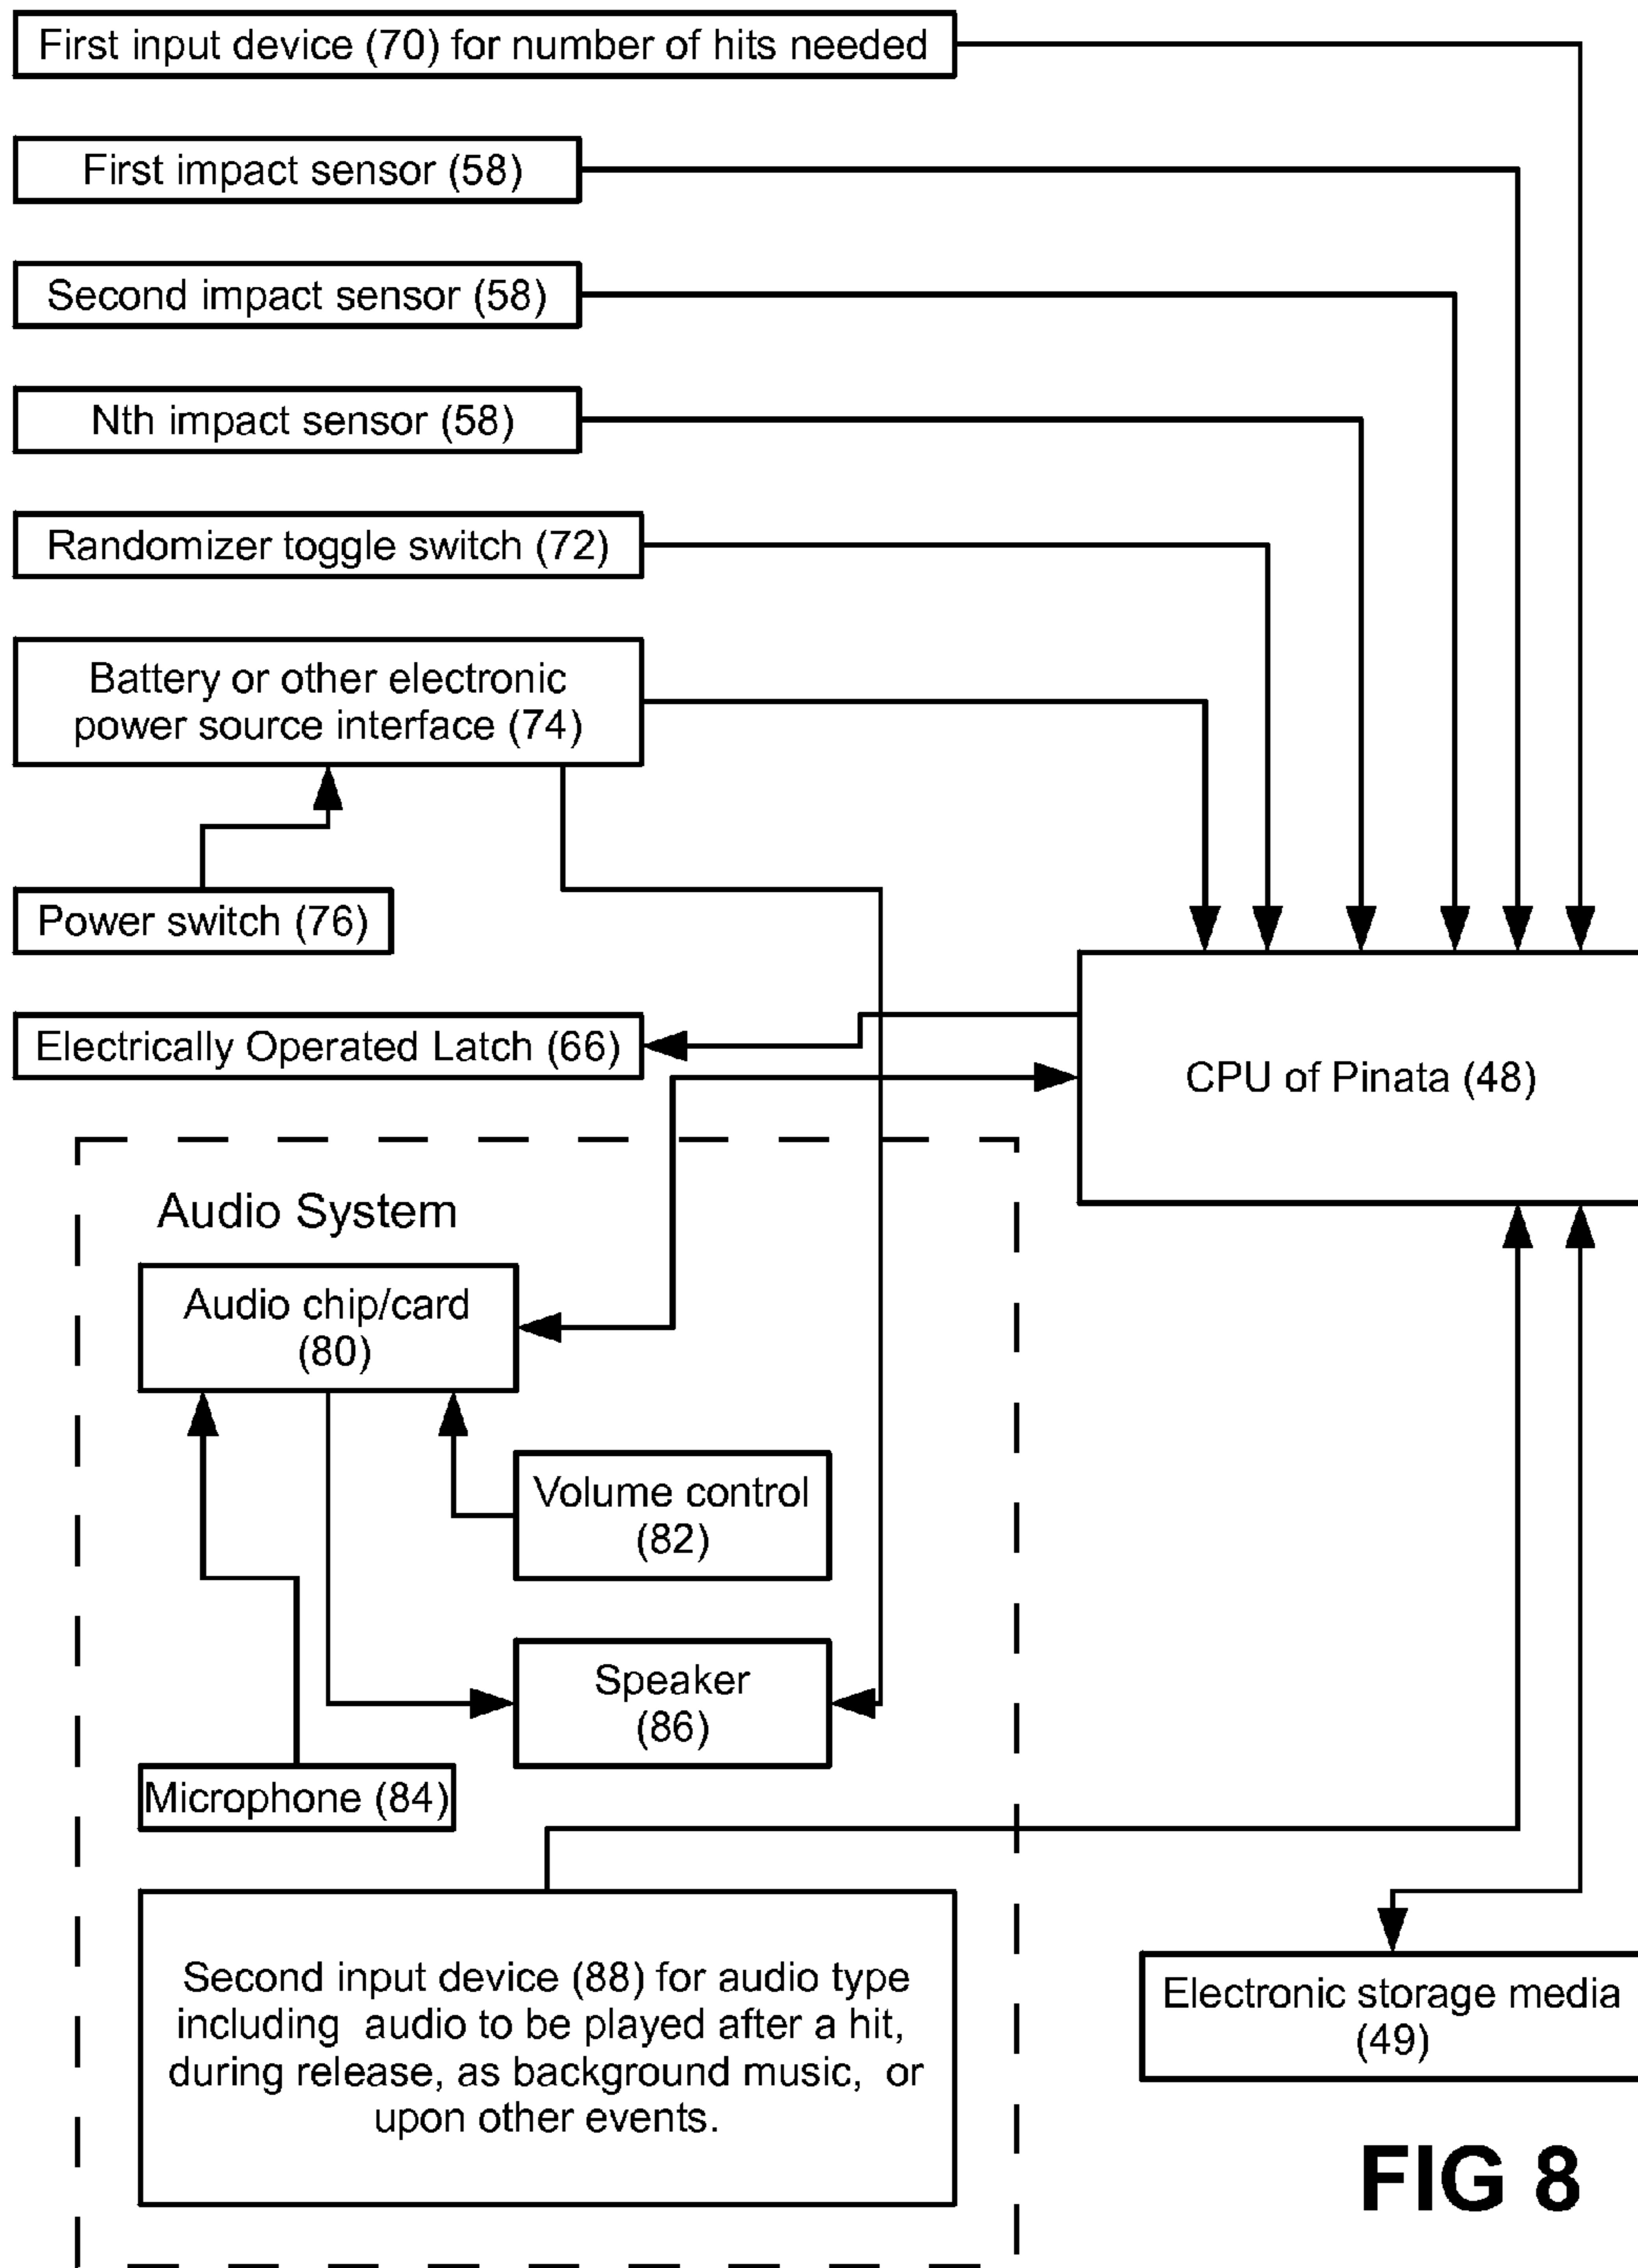 First input device (70) for number of hits needed
First impact sensor (58)
Second impact sensor (58)
Nth impact sensor (58)
Randomizer toggle switch (72)
Battery or other electronic
power source interface (74)
Power switch (76)
Electrically Operated Latch (66)
CPU of Pinata (48)
Audio System
Audio chip/card
(80)
Volume control
(82)
Speaker
(86)
Microphone (84)
Second input device (88) for audio type
including audio to be played after a hit,
during release, as background music, or
upon other events.
Electronic storage media
(49)
FIG 8